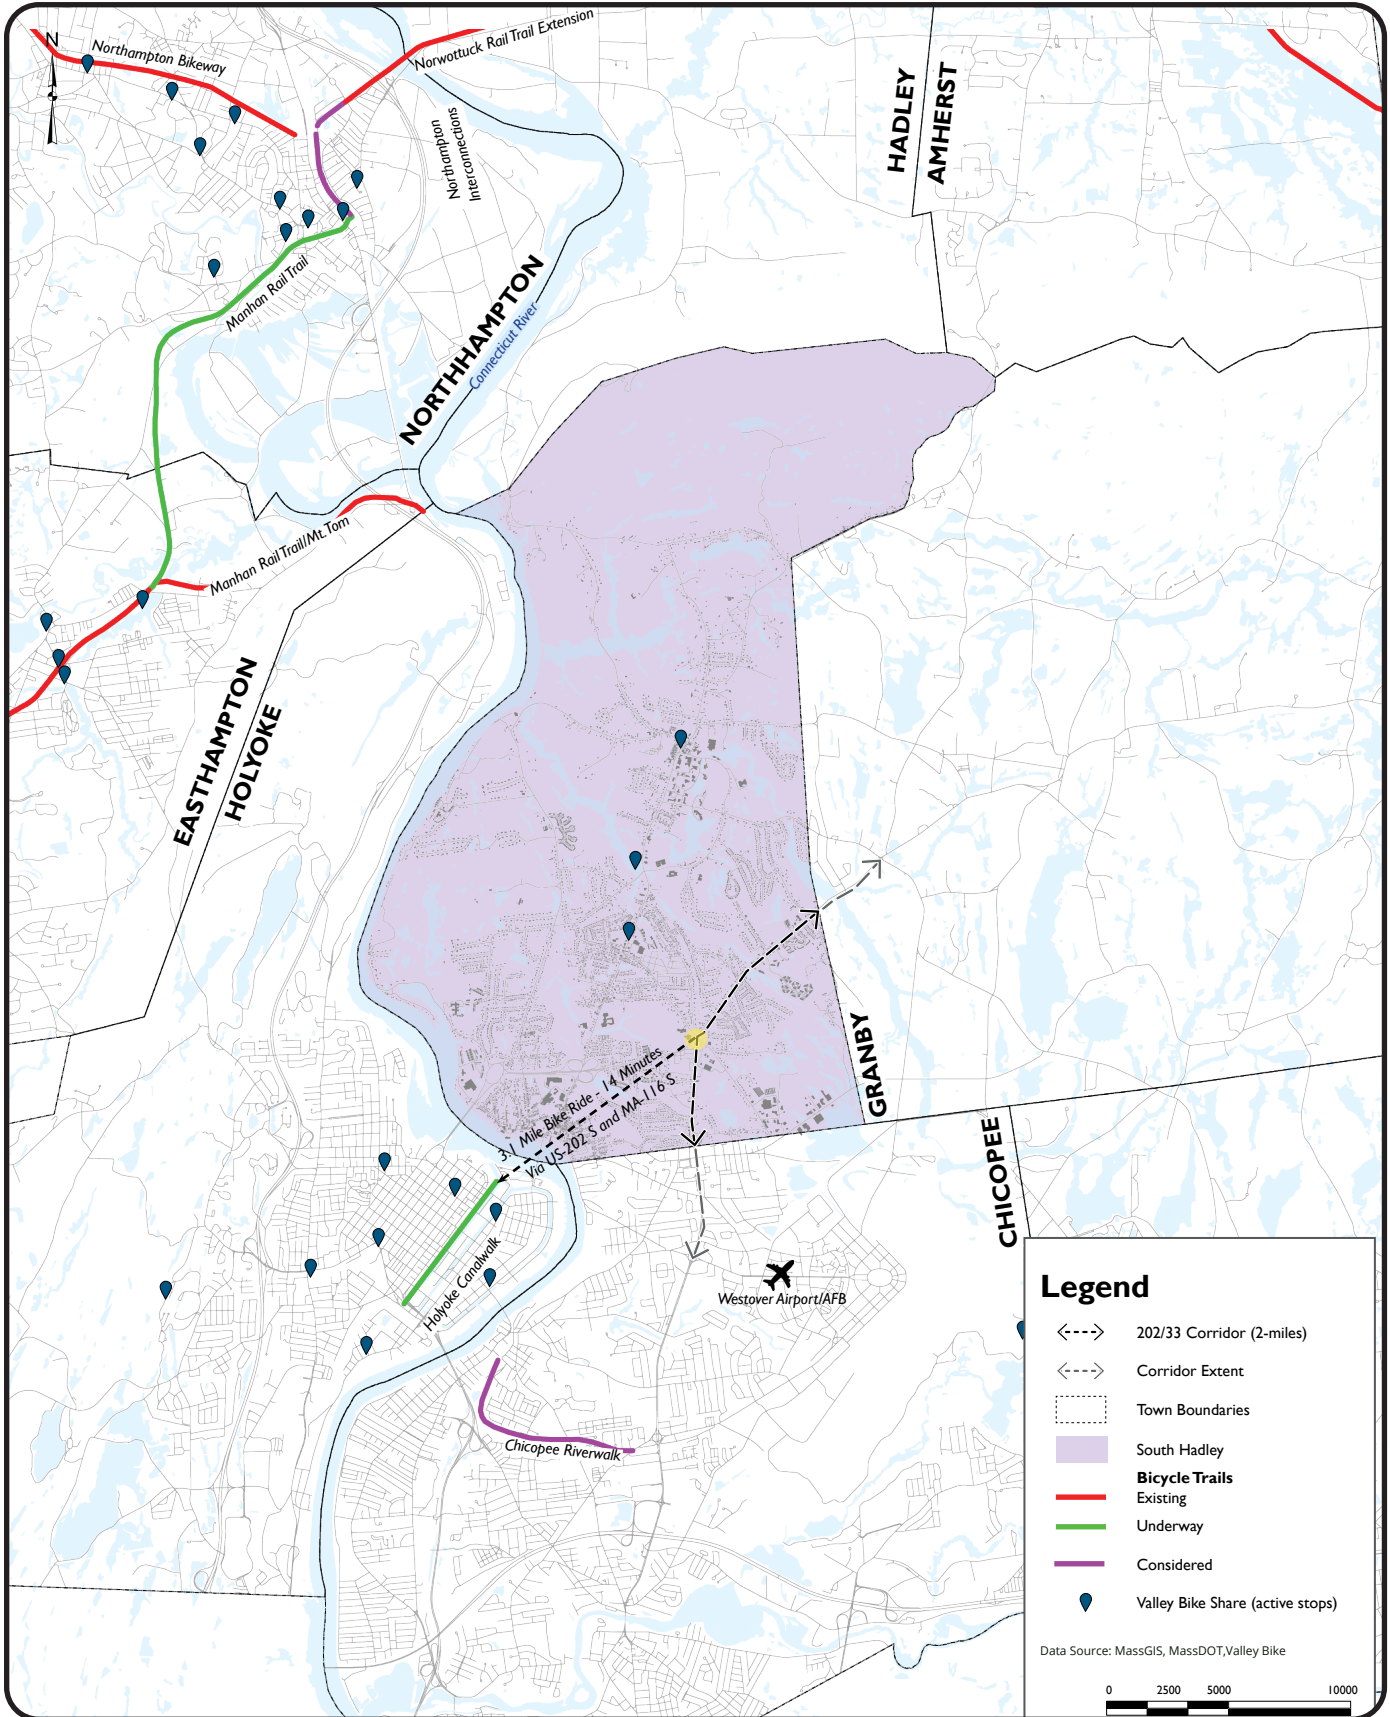 N
Northampton Bikeway
Norwottuck Rail Trail Extension
Northampton
Interconnections
HADLEY
AMHERST
Manhan Rail Trail
NORTHHAMPTON
Connecticut River
Manhan Rail Trail/Mt. Tom
EASTHAMPTON
HOLYOKE
GRANBY
3.1 Mile Bike Ride - 14 Minutes
Via US-202 S and MA-116 S
CHICOPEE
Holyoke Canalwalk
Westover Airport/AFB
Chicopee Riverwalk
Legend
202/33 Corridor (2-miles)
Corridor Extent
Town Boundaries
South Hadley
Bicycle Trails
Existing
Underway
Considered
Valley Bike Share (active stops)
Data Source: MassGIS, MassDOT,Valley Bike
0 2500 5000 10000